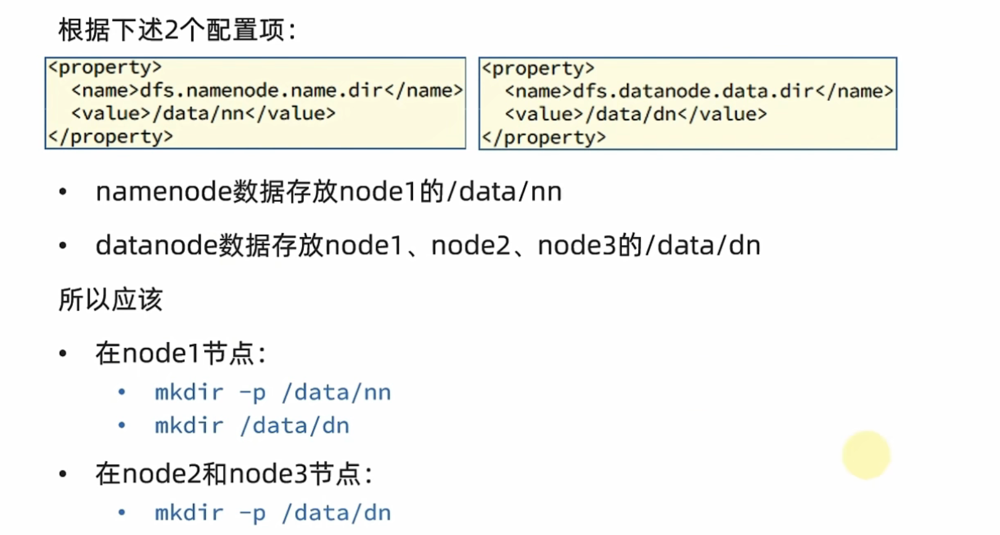 根据下述2个配置项：
<property>
  <name>dfs.namenode.name.dir</name>
  <value>/data/nn</value>
</property>
<property>
  <name>dfs.datanode.data.dir</name>
  <value>/data/dn</value>
</property>
• namenode数据存放node1的/data/nn
• datanode数据存放node1、node2、node3的/data/dn
所以应该
• 在node1节点：
• mkdir -p /data/nn
• mkdir /data/dn
• 在node2和node3节点：
• mkdir -p /data/dn